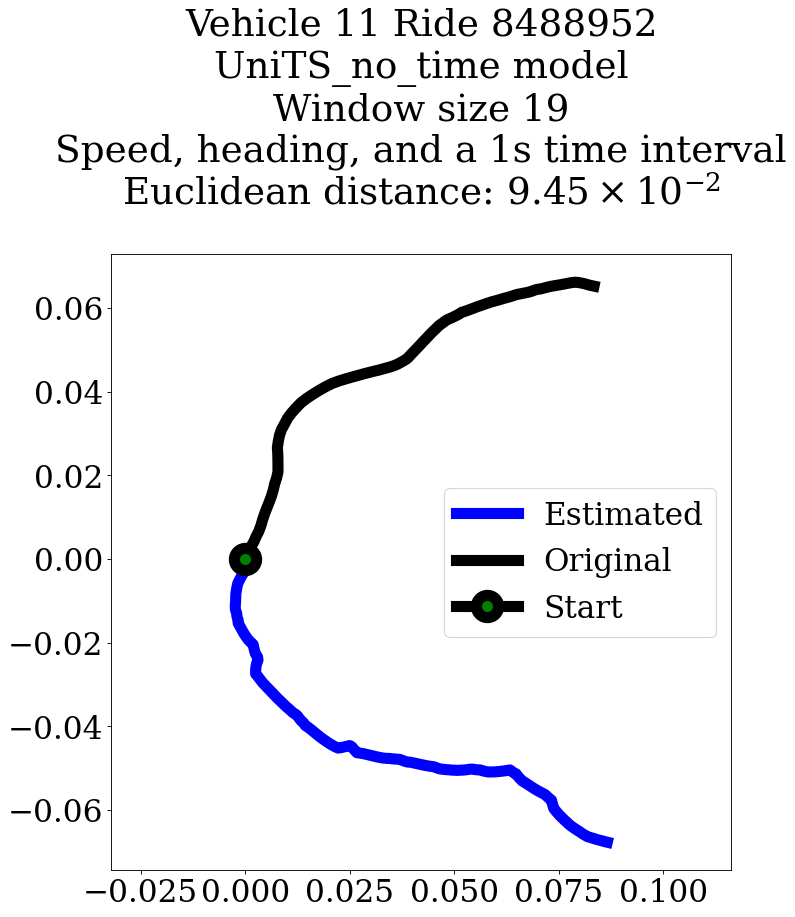 Vehicle 11 Ride 8488952
UniTS_no_time model
Window size 19
Speed, heading, and a 1s time interval
Euclidean distance: 9.45 × 10⁻²
0.06
0.04
0.02
0.00
−0.02
−0.04
−0.06
Estimated
Original
Start
−0.025 0.000 0.025 0.050 0.075 0.100